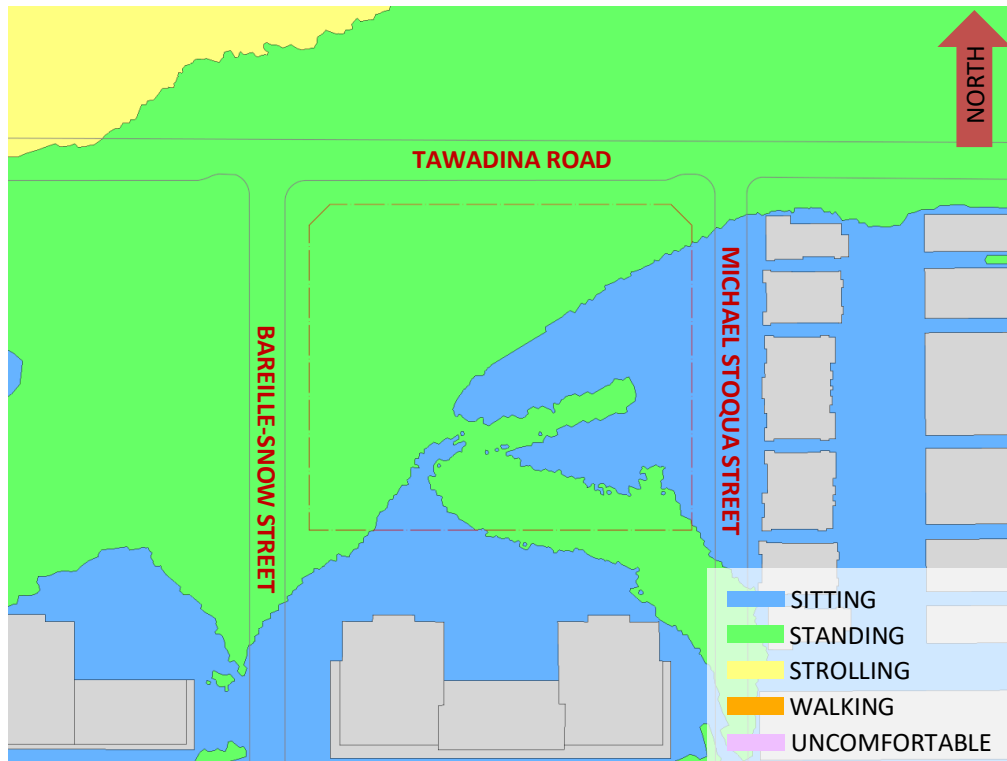 NORTH
TAWADINA ROAD
BAREILLE-SNOW STREET
MICHAEL STOQUA STREET
SITTING
STANDING
STROLLING
WALKING
UNCOMFORTABLE